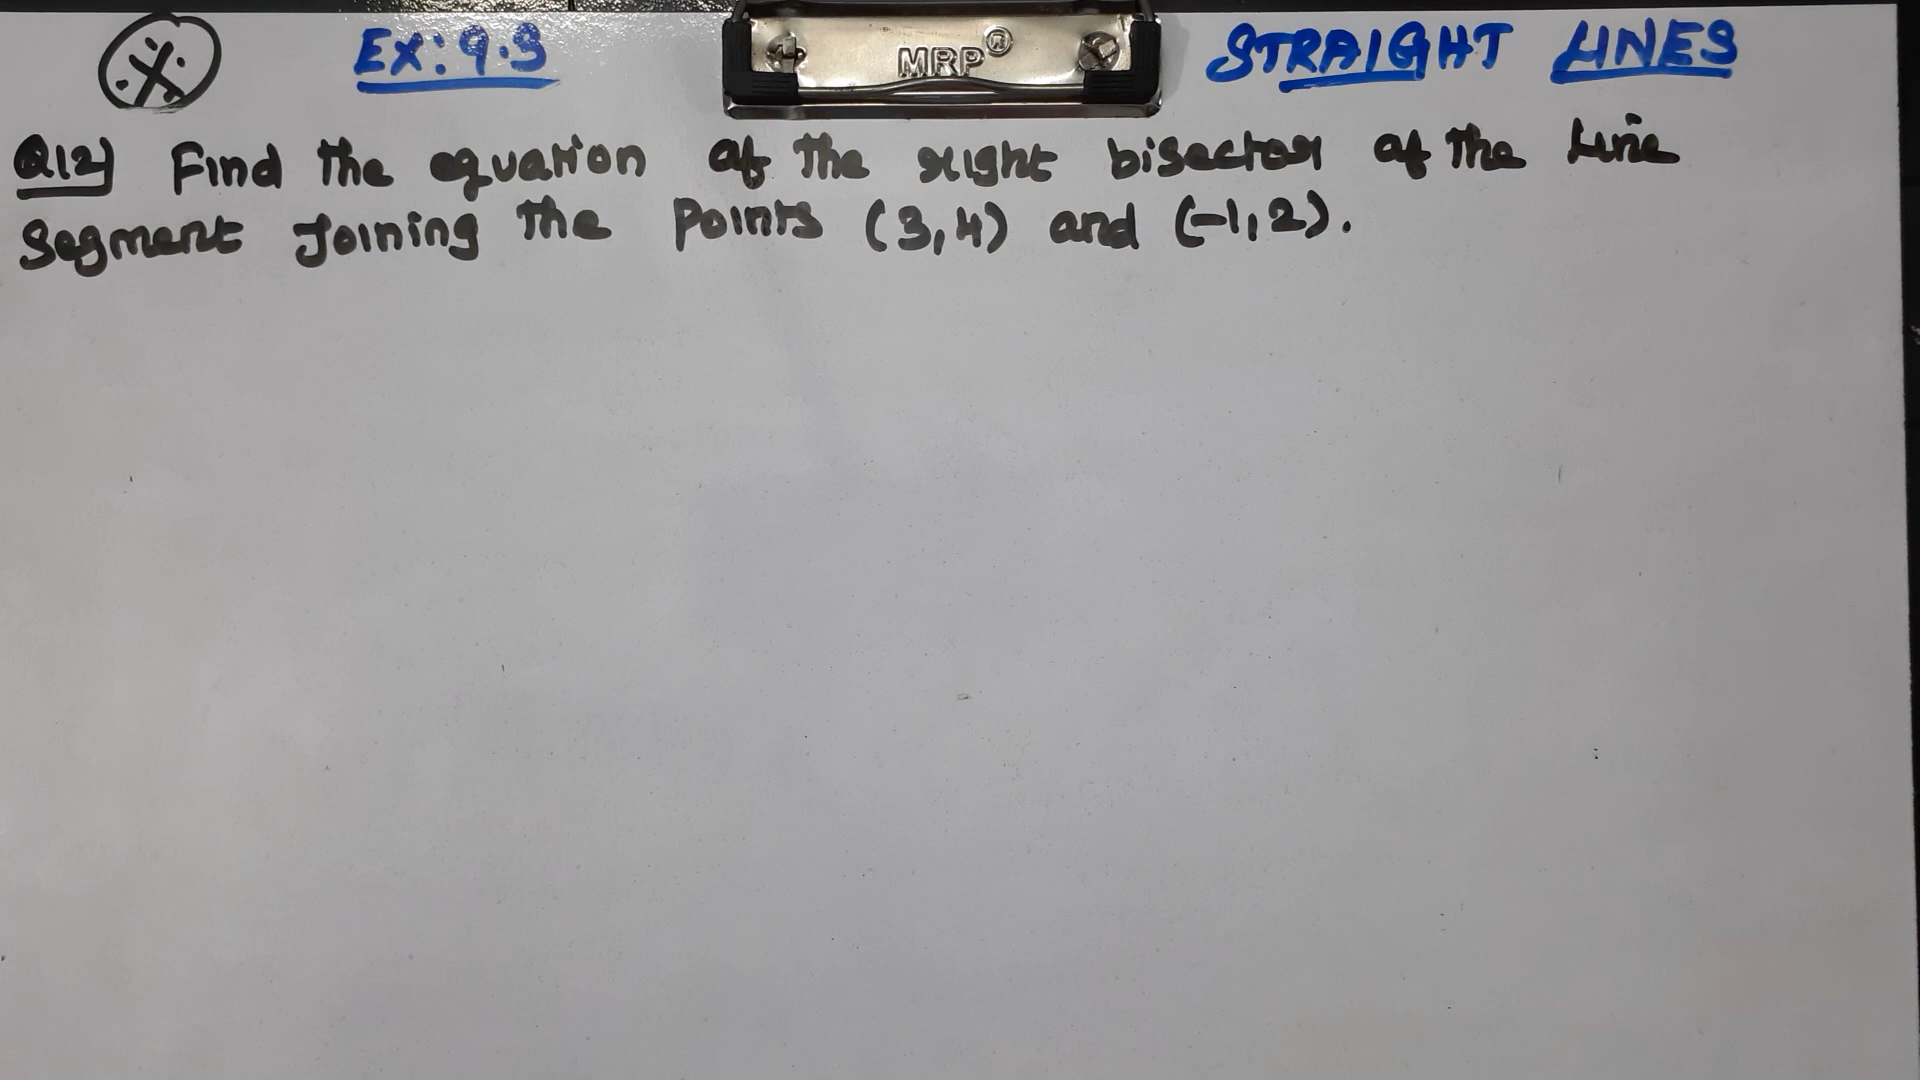 EX: 9.3
MRP®
STRAIGHT LINES
Q12) Find the equation of the right bisector of the line
Segment Joining the Points (3,4) and (-1,2).